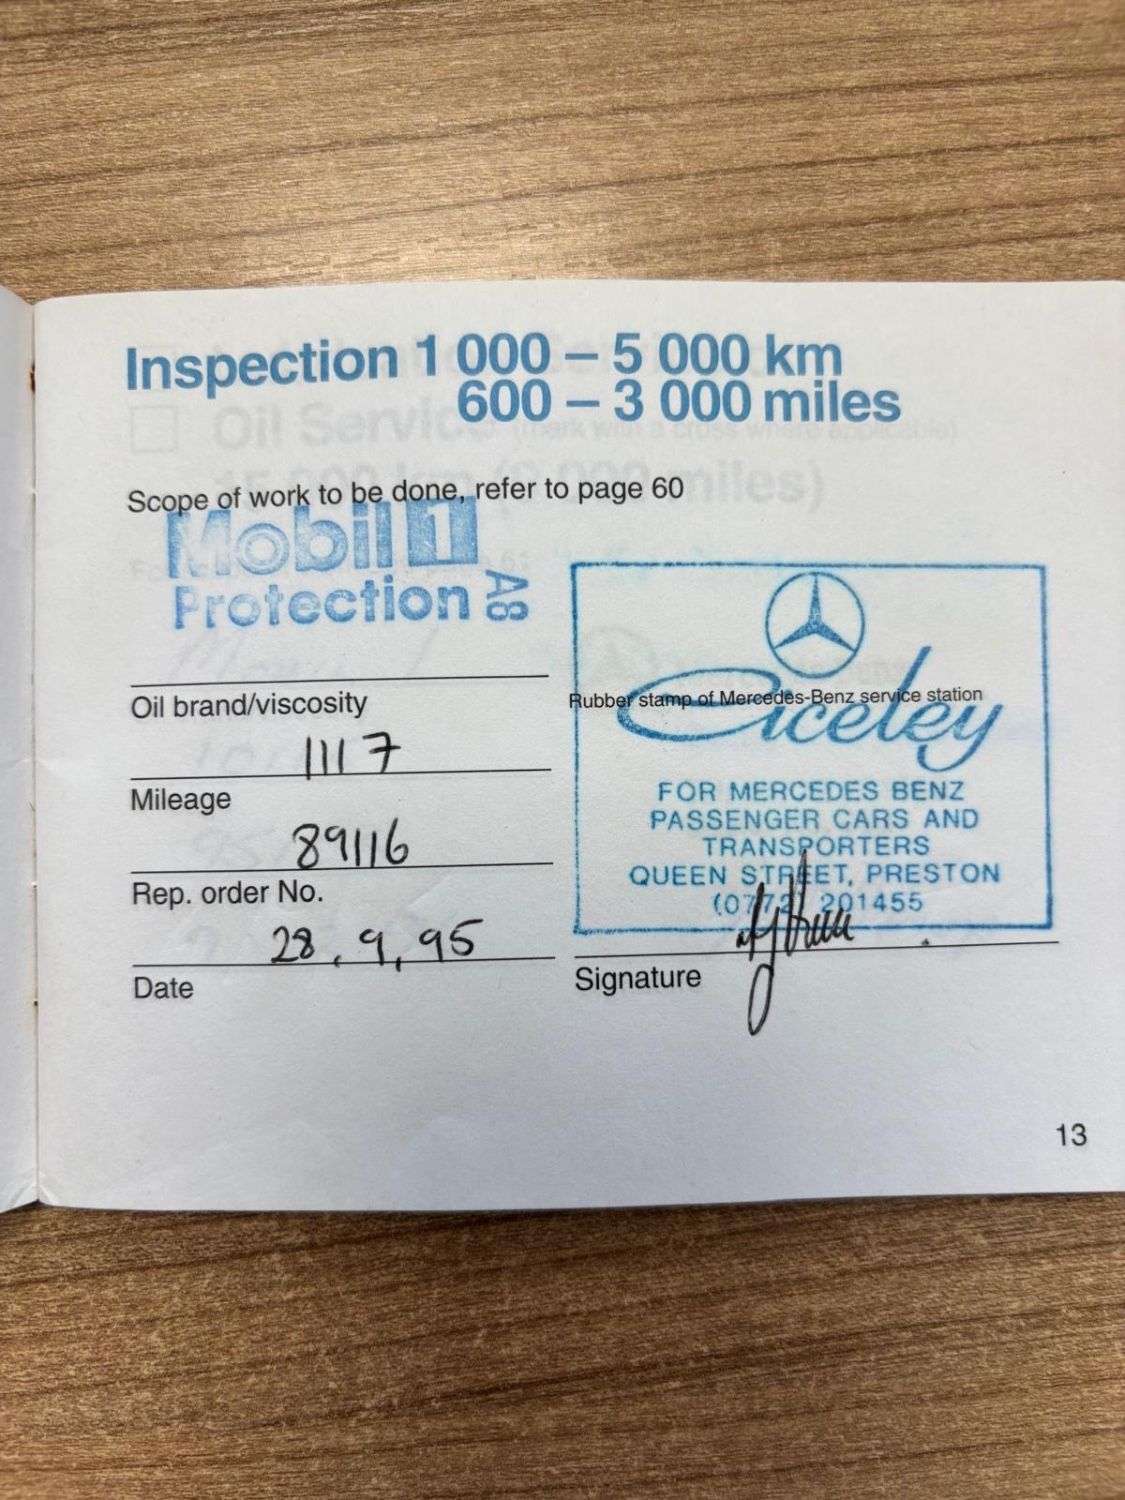 Inspection 1 000 – 5 000 km
600 – 3 000 miles
Scope of work to be done, refer to page 60
Mobil 1
Protection
A8
Oil brand/viscosity
1117
Mileage
89116
Rep. order No.
28.9,95
Date
Rubber stamp of Mercedes-Benz service station
Ciceley
FOR MERCEDES BENZ
PASSENGER CARS AND
TRANSPORTERS
QUEEN STREET, PRESTON
(0772) 201455
Signature
13